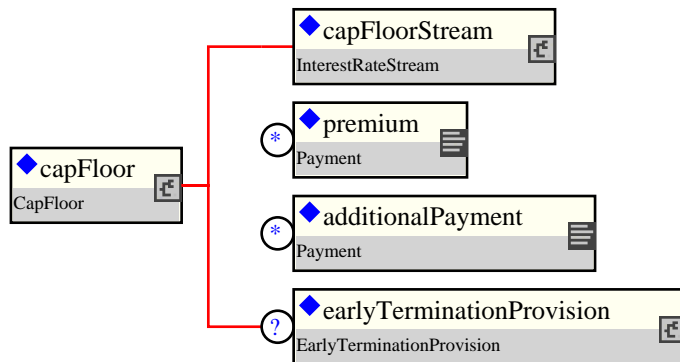 capFloorStream
InterestRateStream
*
premium
Payment
capFloor
CapFloor
*
additionalPayment
Payment
?
earlyTerminationProvision
EarlyTerminationProvision